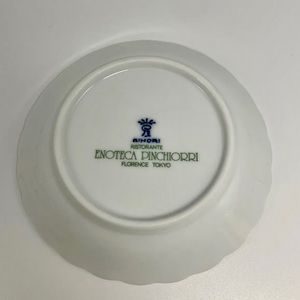 GINORI
RISTORANTE
ENOTECA PINCHIORRI
FLORENCE TOKYO